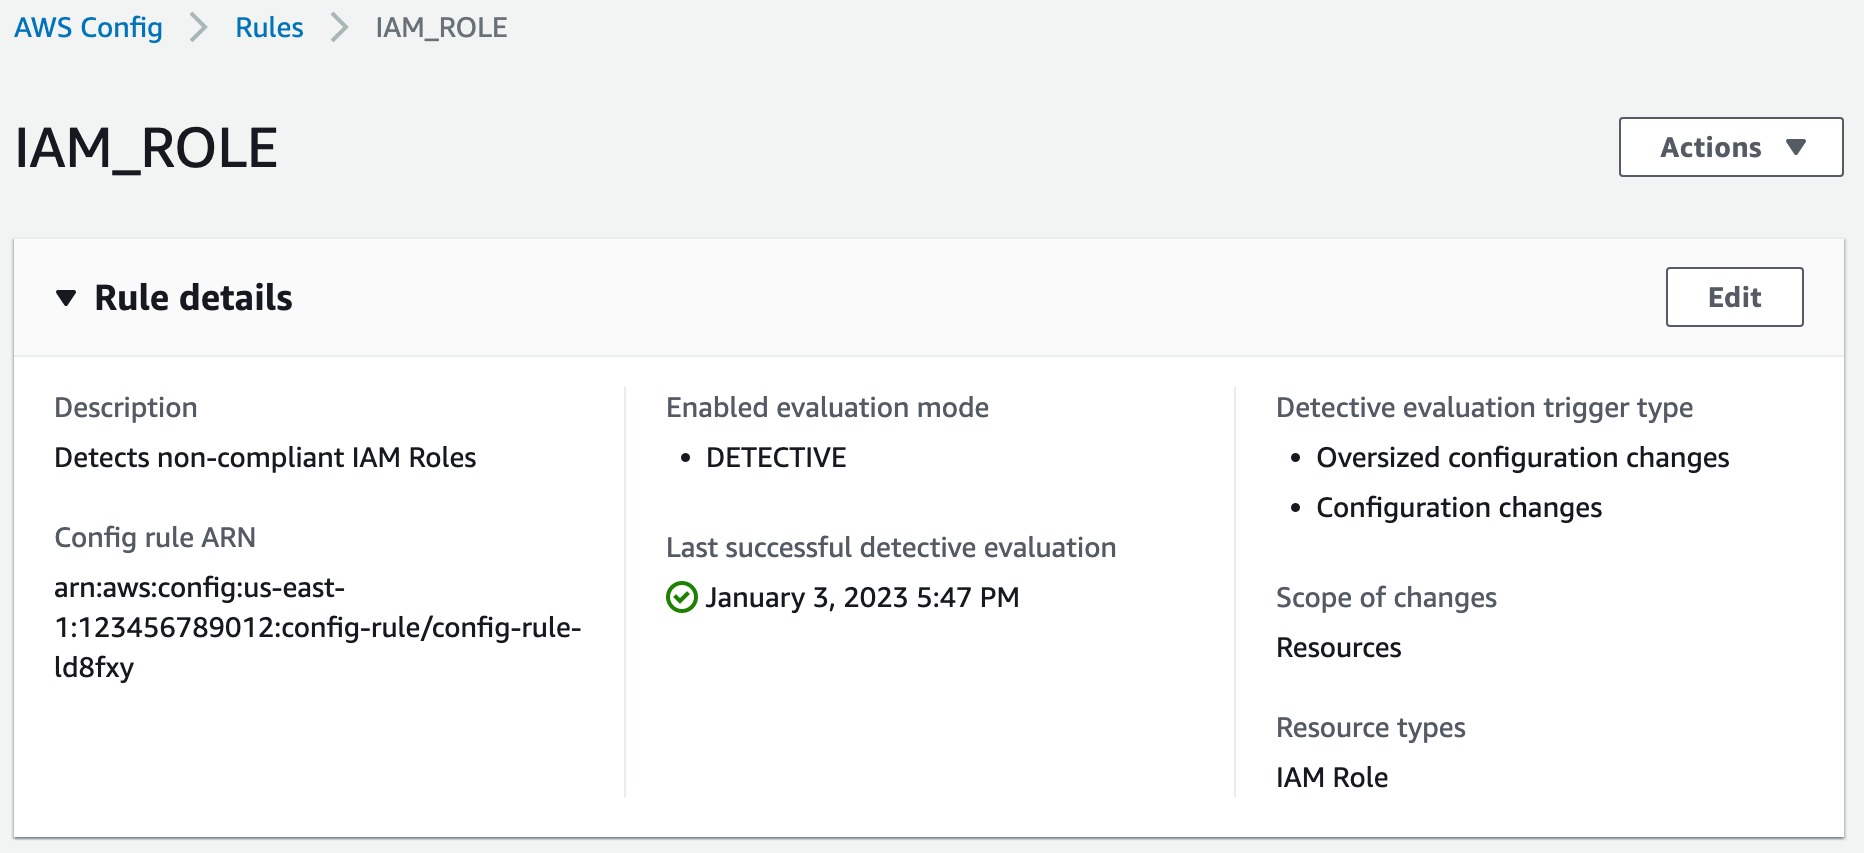 AWS Config > Rules > IAM_ROLE
IAM_ROLE
Actions ▼
▼ Rule details
Edit
Description
Detects non-compliant IAM Roles
Config rule ARN
arn:aws:config:us-east-
1:123456789012:config-rule/config-rule-
ld8fxy
Enabled evaluation mode
• DETECTIVE
Last successful detective evaluation
January 3, 2023 5:47 PM
Detective evaluation trigger type
• Oversized configuration changes
• Configuration changes
Scope of changes
Resources
Resource types
IAM Role